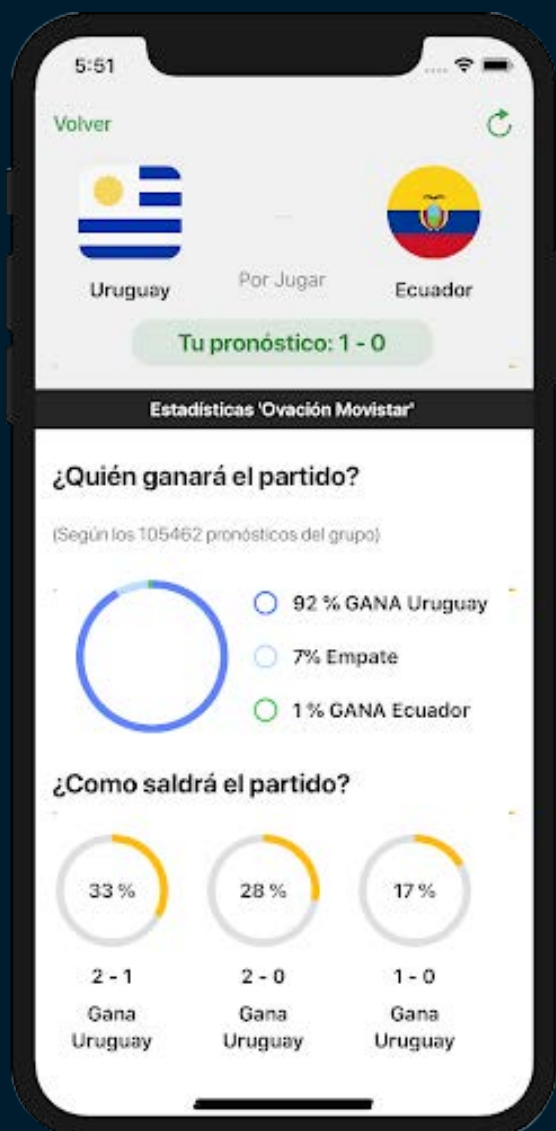 5:51
Volver
Uruguay
Por Jugar
Ecuador
Tu pronóstico: 1 - 0
Estadísticas 'Ovación Movistar'
¿Quién ganará el partido?
(Según los 105462 pronósticos del grupo)
92 % GANA Uruguay
7% Empate
1 % GANA Ecuador
¿Como saldrá el partido?
33 %
28 %
17 %
2 - 1
2 - 0
1 - 0
Gana
Uruguay
Gana
Uruguay
Gana
Uruguay